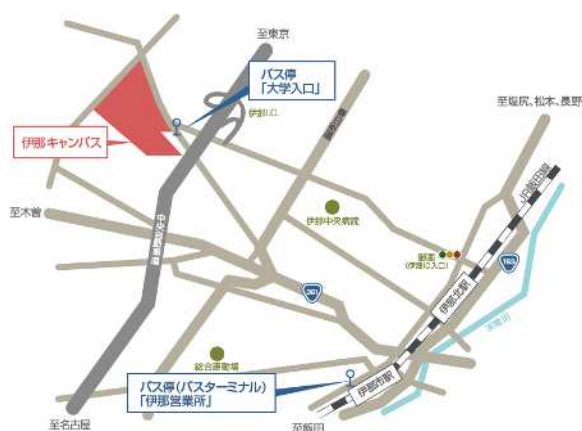 至東京
バス停
「大学入口」
至塩尻、松本、長野
伊那I.C.
伊那キャンパス
JR飯田線
至木曽
中央自動車道
伊那中央病院
(伊那I.C入口)
153
伊那北駅
361
天竜川
総合運動場
バス停(バスターミナル)
「伊那営業所」
伊那市駅
至名古屋
至飯田